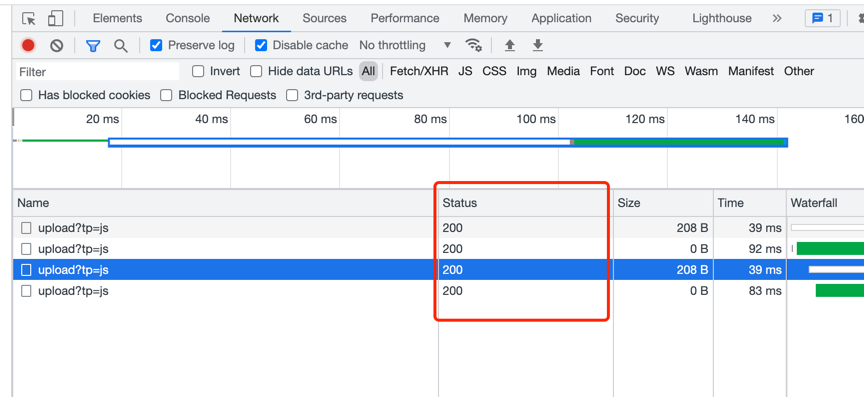 Elements Console Network Sources Performance Memory Application Security Lighthouse » 1
Preserve log Disable cache No throttling ▼
Filter Invert Hide data URLs All Fetch/XHR JS CSS Img Media Font Doc WS Wasm Manifest Other
Has blocked cookies Blocked Requests 3rd-party requests
20 ms 40 ms 60 ms 80 ms 100 ms 120 ms 140 ms 160
Name Status Size Time Waterfall
upload?tp=js 200 208 B 39 ms
upload?tp=js 200 0 B 92 ms
upload?tp=js 200 208 B 39 ms
upload?tp=js 200 0 B 83 ms